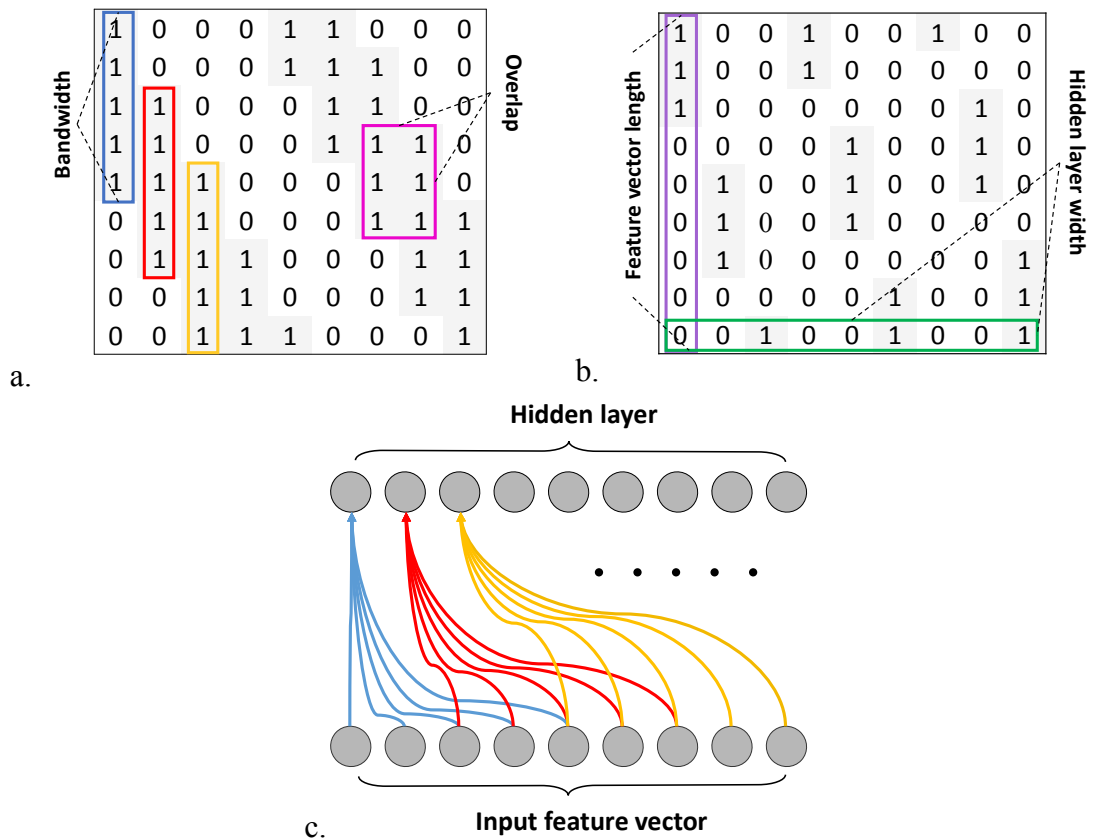 Bandwidth
1 0 0 0 1 1 0 0 0
1 0 0 0 1 1 1 0 0
1 1 0 0 0 1 1 0 0
1 1 0 0 0 1 1 1 0
1 1 1 0 0 0 1 1 0
0 1 1 0 0 0 1 1 1
0 1 1 1 0 0 0 1 1
0 0 1 1 0 0 0 1 1
0 0 1 1 1 0 0 0 1
Overlap
a.
Feature vector length
1 0 0 1 0 0 1 0 0
1 0 0 1 0 0 0 0 0
1 0 0 0 0 0 0 1 0
0 0 0 0 1 0 0 1 0
0 1 0 0 1 0 0 1 0
0 1 0 0 1 0 0 0 0
0 1 0 0 0 0 0 0 1
0 0 0 0 0 1 0 0 1
0 0 1 0 0 1 0 0 1
Hidden layer width
b.
Hidden layer
Input feature vector
c.